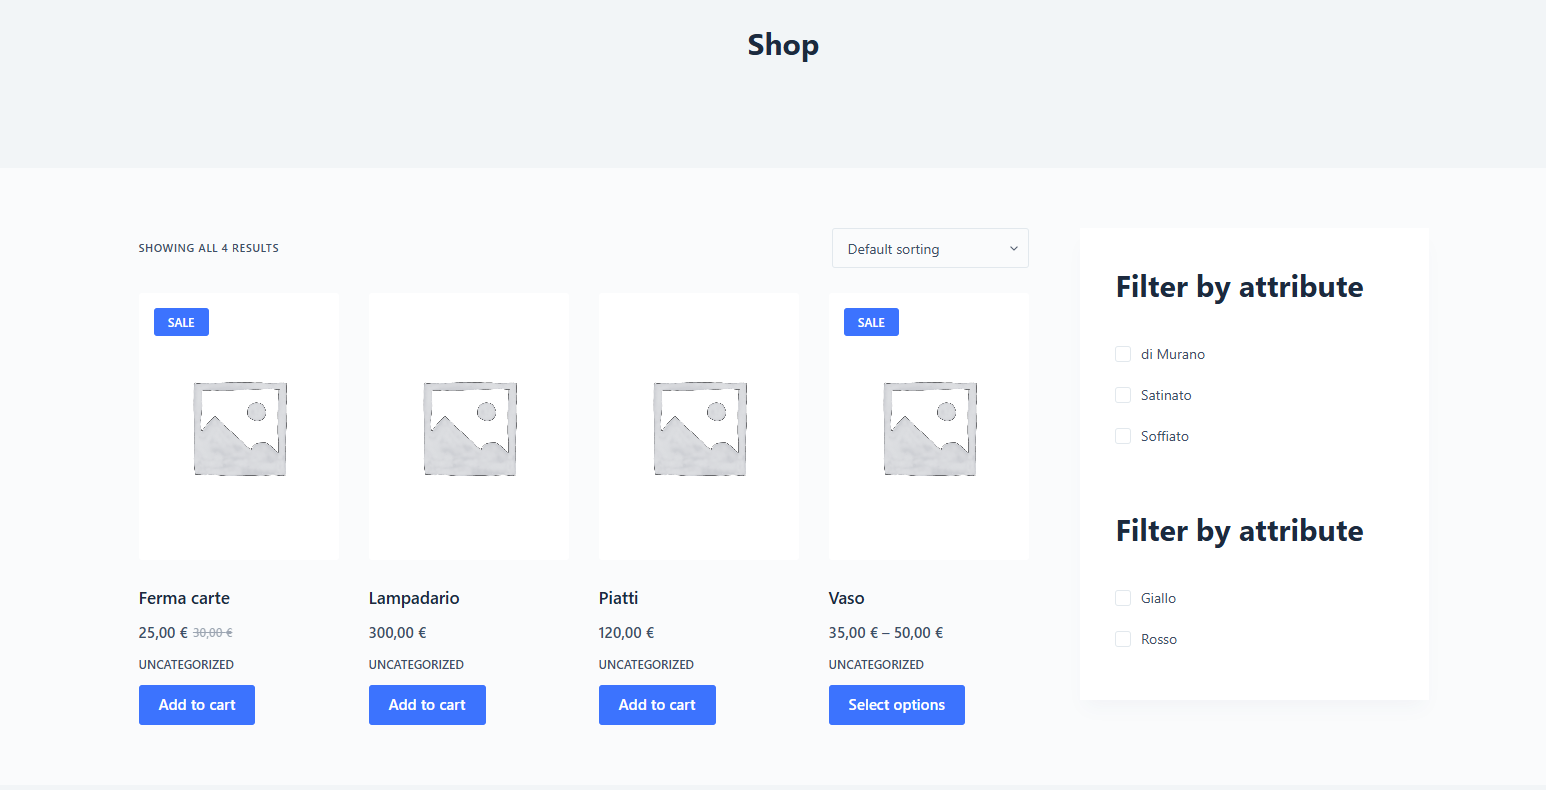 Shop
SHOWING ALL 4 RESULTS
Default sorting
SALE
Ferma carte
25,00 € 30,00 €
UNCATEGORIZED
Add to cart
Lampadario
300,00 €
UNCATEGORIZED
Add to cart
Piatti
120,00 €
UNCATEGORIZED
Add to cart
SALE
Vaso
35,00 € – 50,00 €
UNCATEGORIZED
Select options
Filter by attribute
di Murano
Satinato
Soffiato
Filter by attribute
Giallo
Rosso